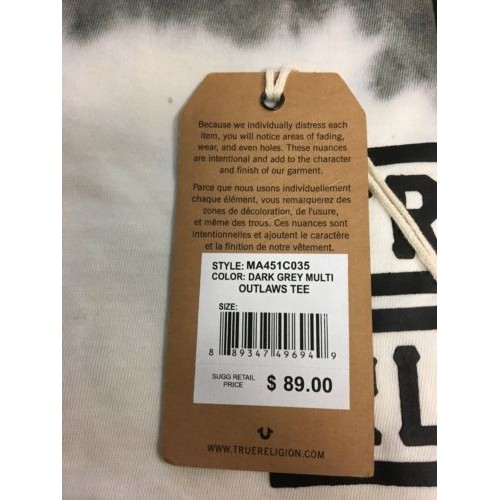 Because we individually distress each
item, you will notice areas of fading,
wear, and even holes. These nuances
are intentional and add to the character
and finish of our garment.
Parce que nous usons individuellement
chaque élément, vous remarquerez des
zones de décoloration, de l'usure,
et même des trous. Ces nuances sont
intentionnelles et ajoutent le caractère
et la finition de notre vêtement.
STYLE: MA451C035
COLOR: DARK GREY MULTI
OUTLAWS TEE
SIZE:
8 89347 49694 9
SUGG RETAIL
PRICE
$ 89.00
WWW.TRUERELIGION.COM
R
L